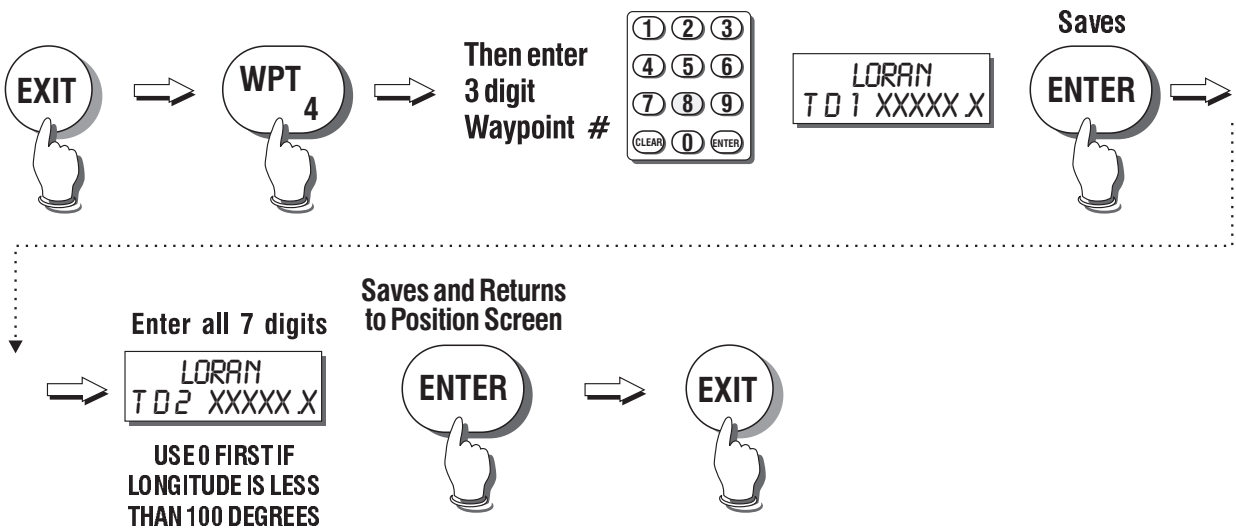 Saves
EXIT
WPT
4
Then enter
3 digit
Waypoint #
1 2 3
4 5 6
7 8 9
CLEAR 0 ENTER
LORAN
TD1 XXXXX.X
ENTER
Enter all 7 digits
LORAN
TD2 XXXXX.X
USE 0 FIRST IF
LONGITUDE IS LESS
THAN 100 DEGREES
Saves and Returns
to Position Screen
ENTER
EXIT